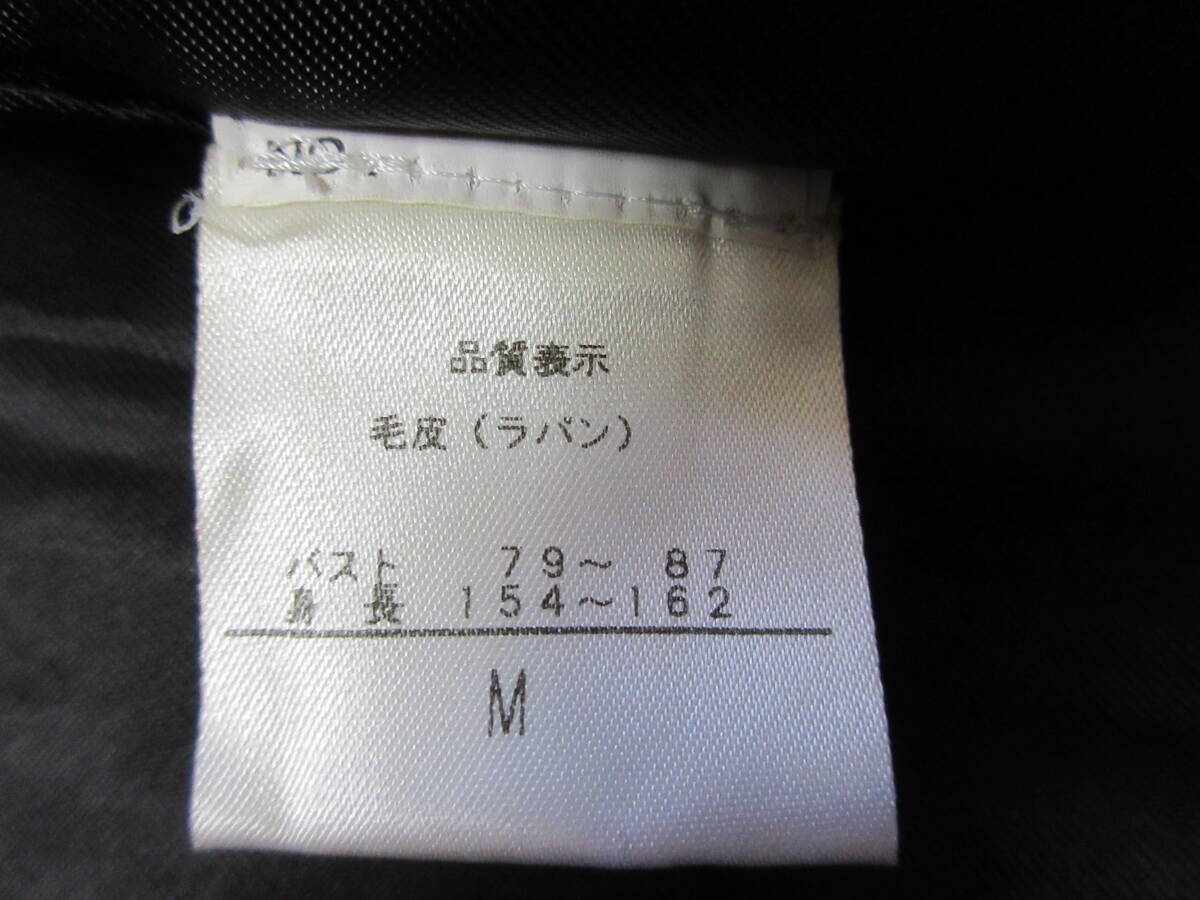 品質表示
毛皮（ラパン）
バスト　79～87
身長　154～162
M